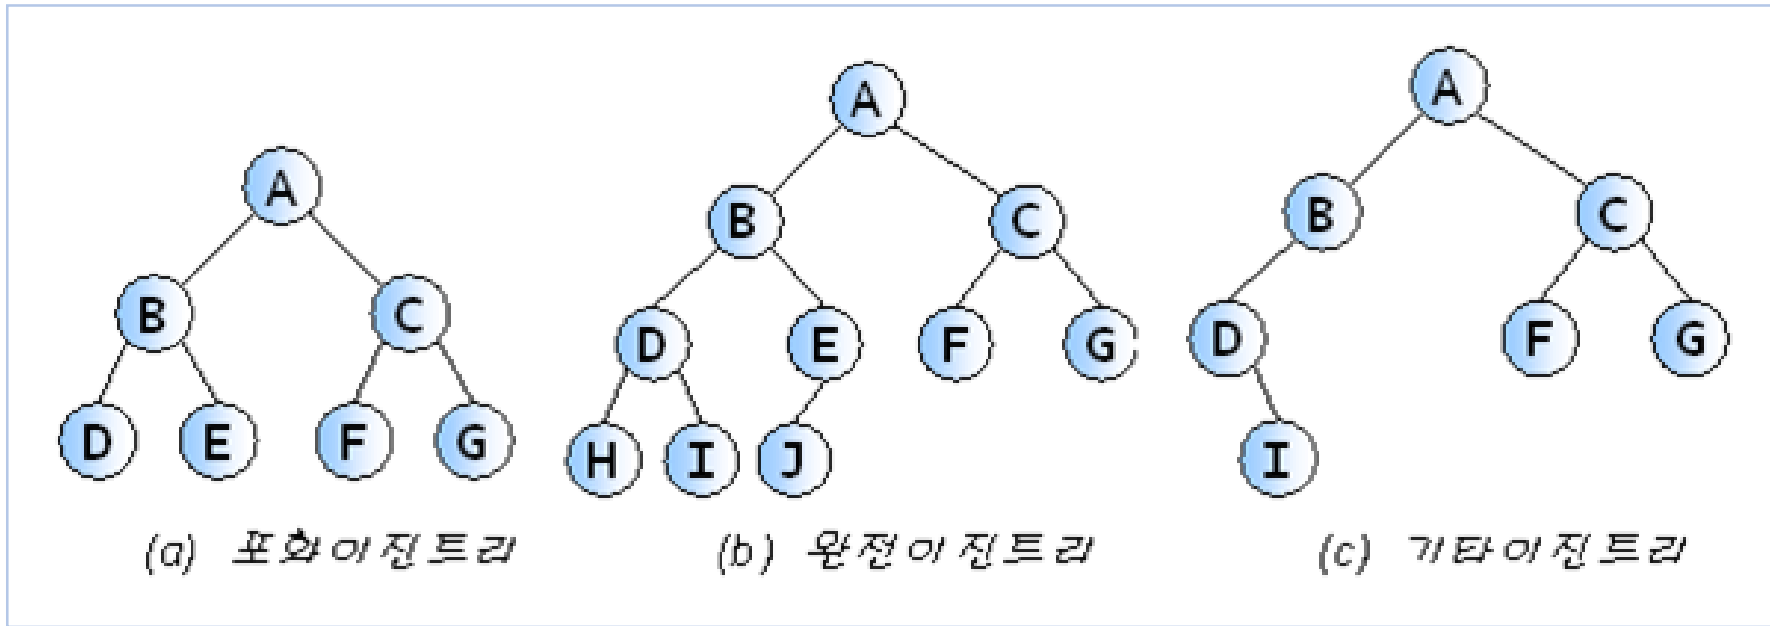 A
B C
D E F G
(a) 포화이진트리
A
B C
D E F G
H I J
(b) 완전이진트리
A
B C
D F G
I
(c) 기타이진트리